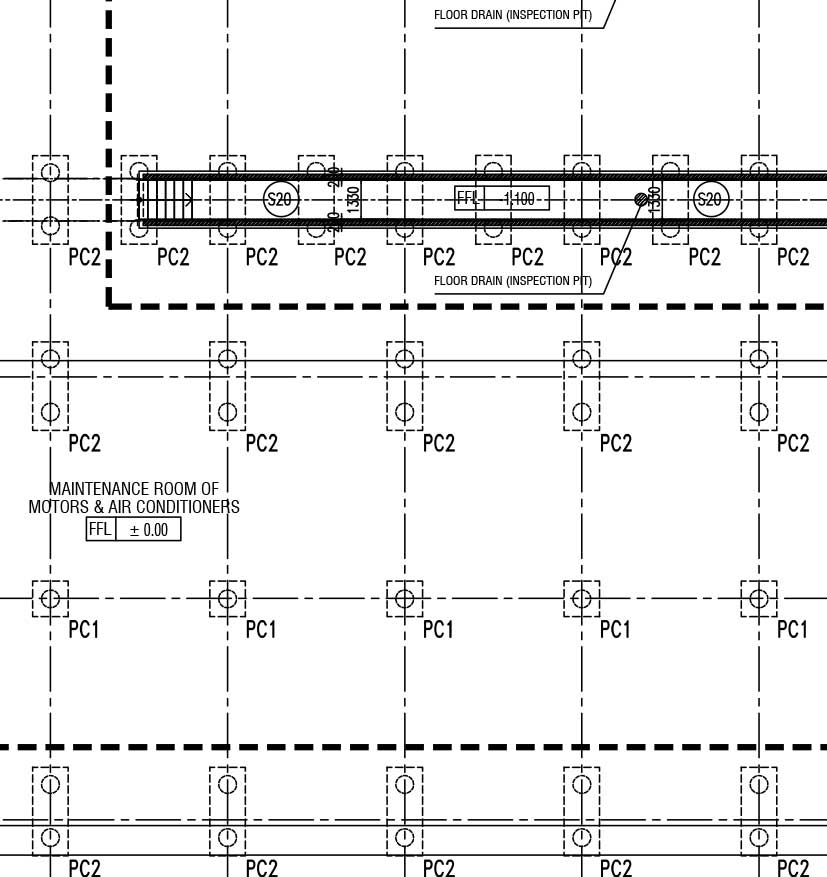 FLOOR DRAIN (INSPECTION PIT)
200
S20
1330
FFL -1,100
1330
S20
200
PC2 PC2 PC2 PC2 PC2 PC2 PC2 PC2 PC2
FLOOR DRAIN (INSPECTION PIT)
PC2 PC2 PC2 PC2 PC2
MAINTENANCE ROOM OF
MOTORS & AIR CONDITIONERS
FFL ± 0.00
PC1 PC1 PC1 PC1 PC1
PC2 PC2 PC2 PC2 PC2